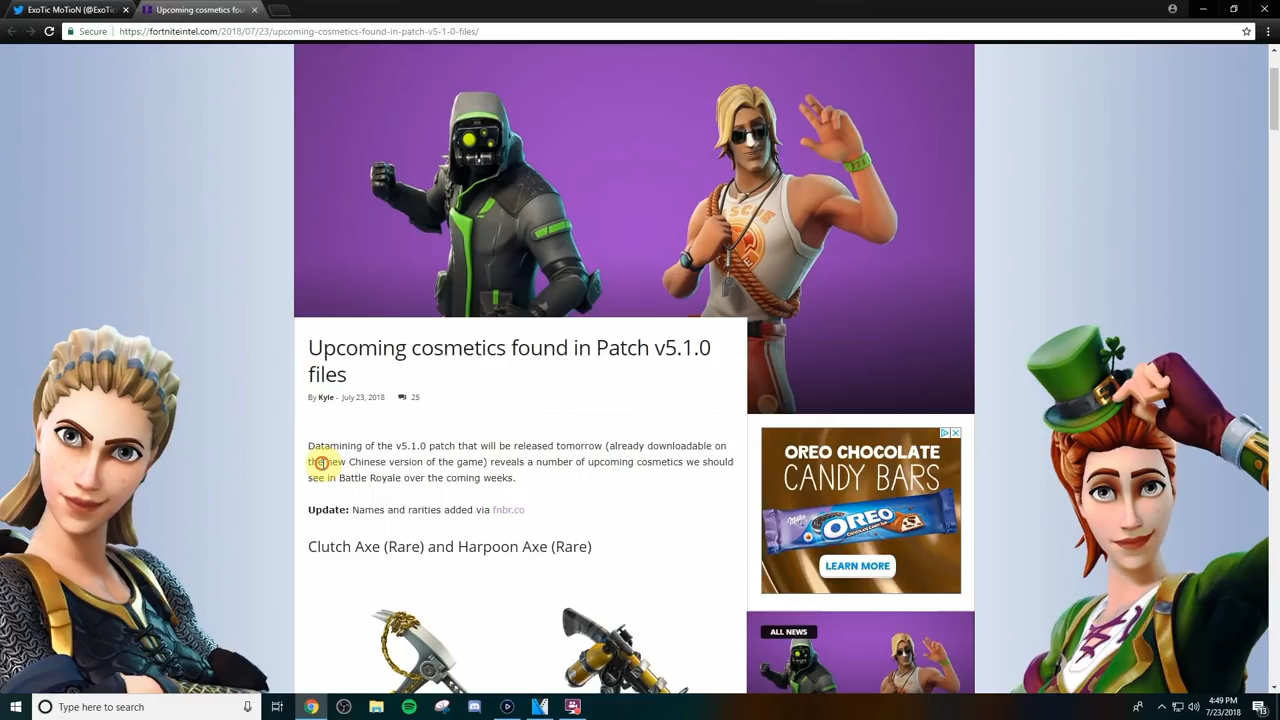 ExoTic MoTioN (@ExoTic
Upcoming cosmetics fou
Secure
https://fortniteintel.com/2018/07/23/upcoming-cosmetics-found-in-patch-v5-1-0-files/
RESCUE
Upcoming cosmetics found in Patch v5.1.0
files
By Kyle - July 23, 2018 25
Datamining of the v5.1.0 patch that will be released tomorrow (already downloadable on
the new Chinese version of the game) reveals a number of upcoming cosmetics we should
see in Battle Royale over the coming weeks.
Update: Names and rarities added via fnbr.co
Clutch Axe (Rare) and Harpoon Axe (Rare)
OREO CHOCOLATE
CANDY BARS
Milka
OREO
LEARN MORE
ALL NEWS
Type here to search
4:49 PM
7/23/2018
13